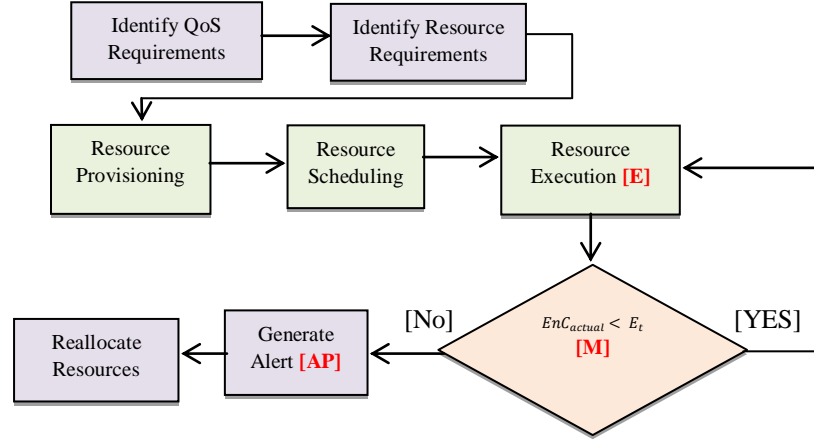 Identify QoS
Requirements
Identify Resource
Requirements
Resource
Provisioning
Resource
Scheduling
Resource
Execution [E]
EnC_actual < E_t
[M]
[No]
[YES]
Generate
Alert [AP]
Reallocate
Resources